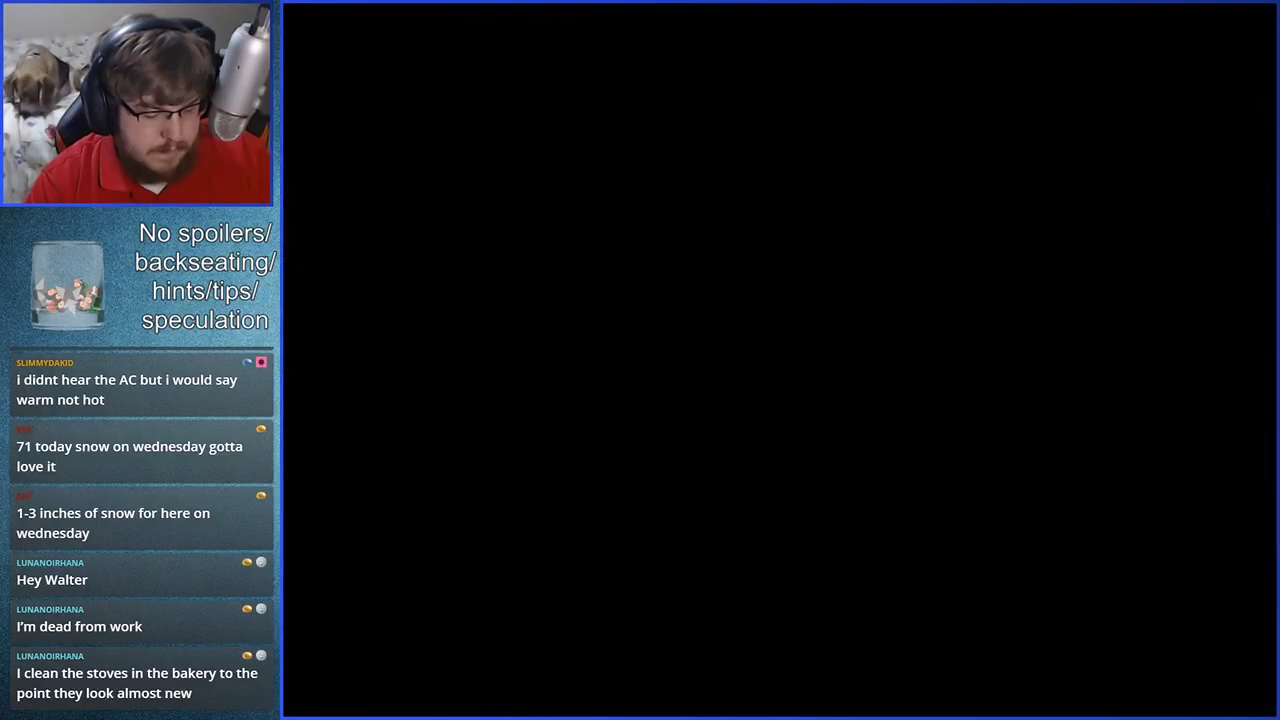 No spoilers/
backseating/
hints/tips/
speculation
SLIMMYDAKID
i didnt hear the AC but i would say
warm not hot
71 today snow on wednesday gotta
love it
1-3 inches of snow for here on
wednesday
LUNANOIRHANA
Hey Walter
LUNANOIRHANA
I’m dead from work
LUNANOIRHANA
I clean the stoves in the bakery to the
point they look almost new